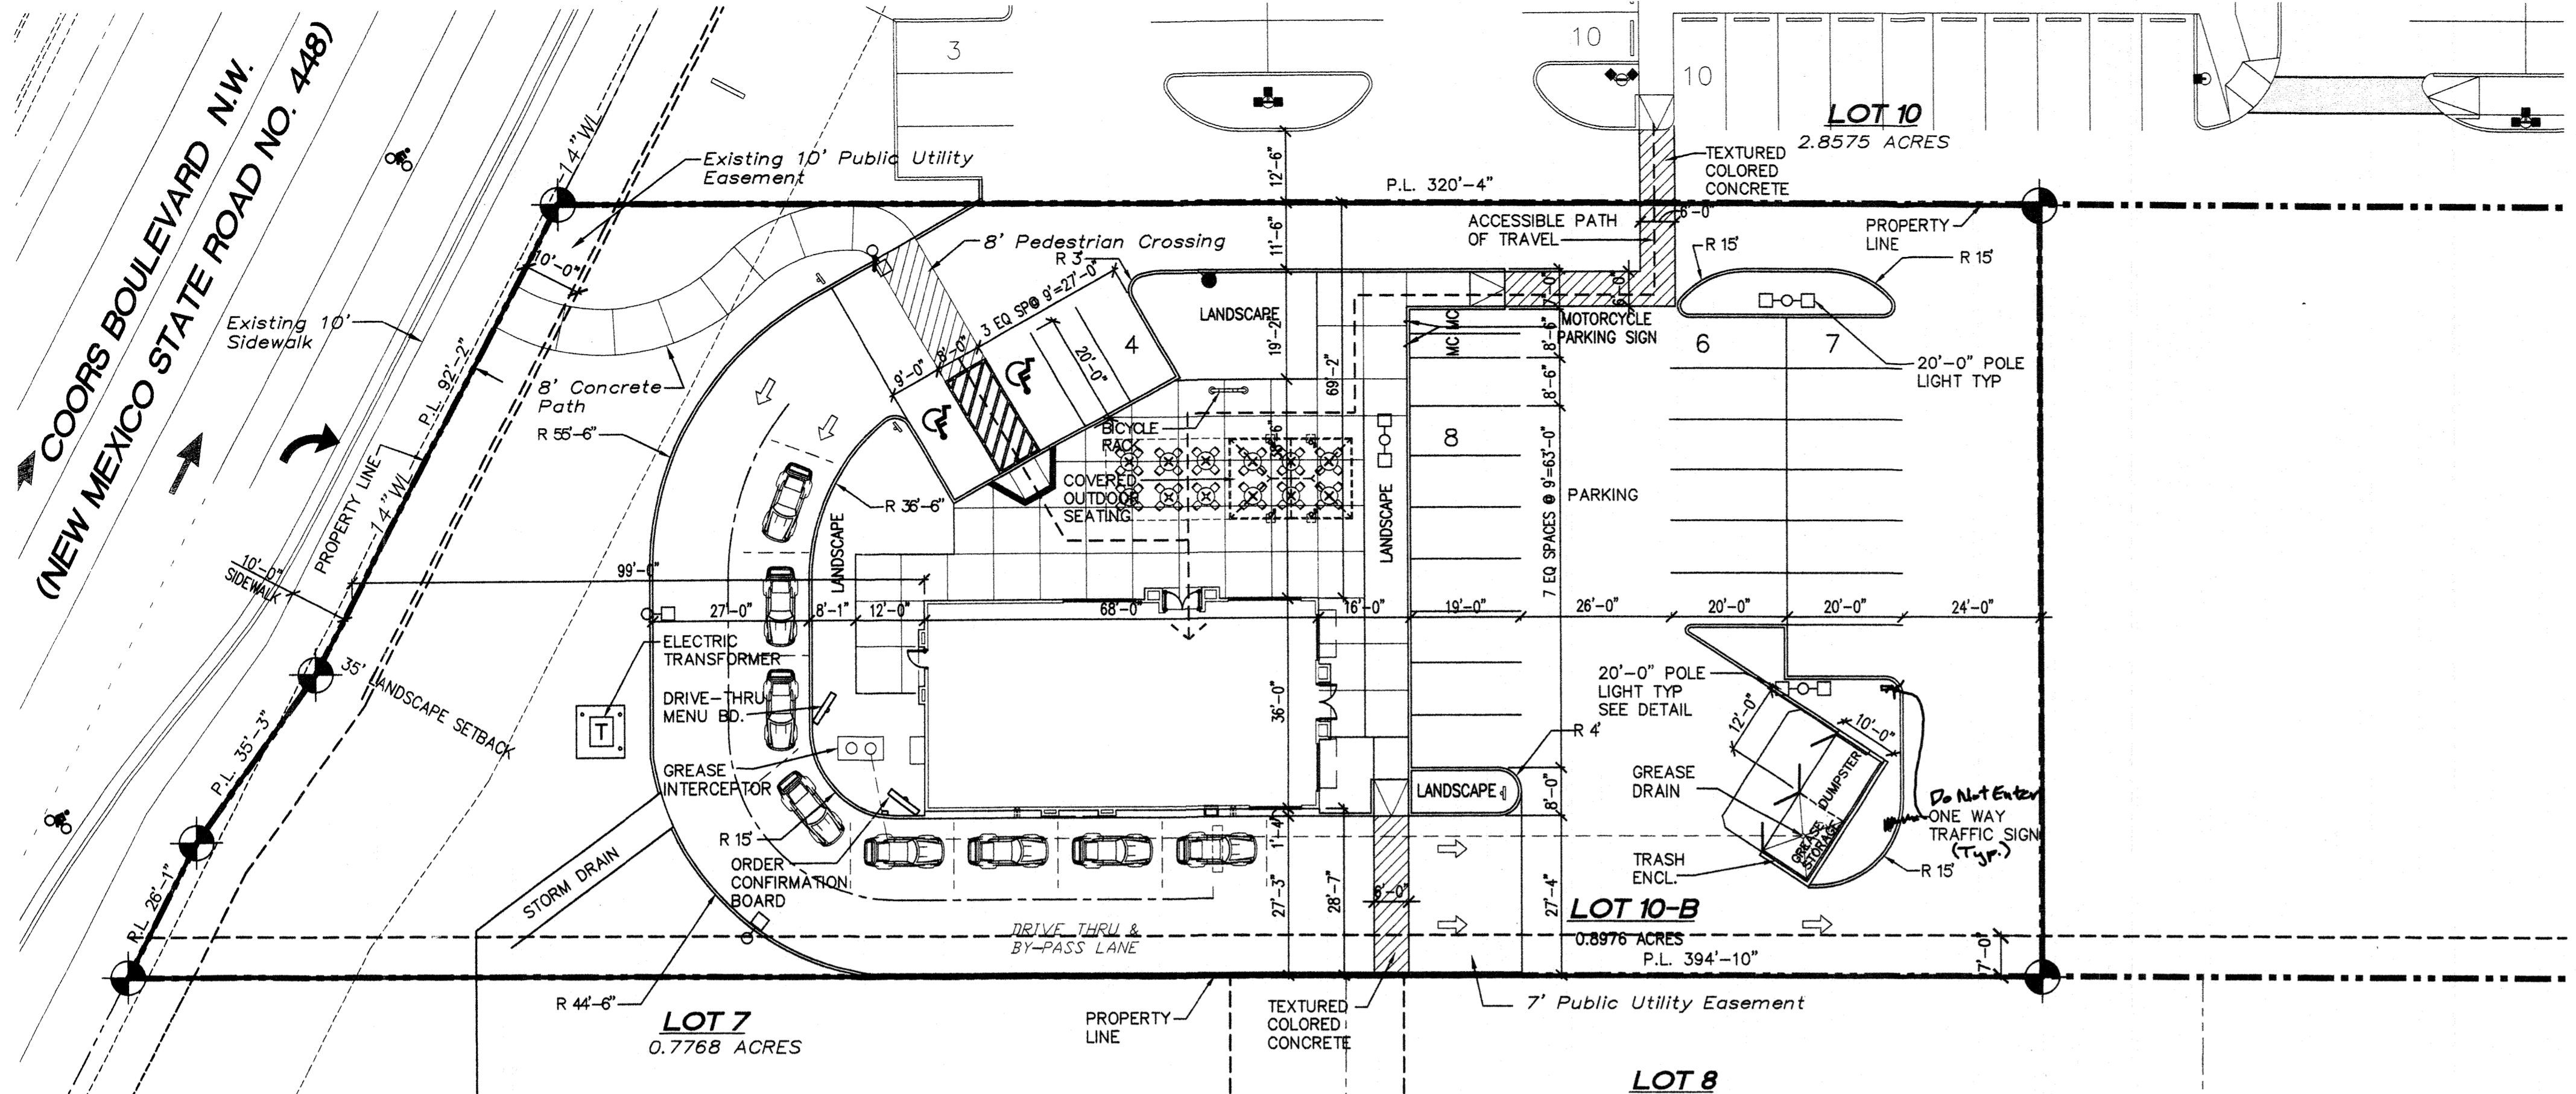 COORS BOULEVARD N.W.
(NEW MEXICO STATE ROAD NO. 448)
3
10
10
LOT 10
2.8575 ACRES
14" WL
Existing 10' Public Utility
Easement
12'-6"
P.L. 320'-4"
TEXTURED
COLORED
CONCRETE
8' Pedestrian Crossing
R 3'
11'-6"
ACCESSIBLE PATH
OF TRAVEL
6'-0"
PROPERTY
LINE
R 15'
R 15'
10'-0"
Existing 10'
Sidewalk
3 EQ SP@ 9'=27'-0"
LANDSCAPE
19'-2"
7'-0"
6'-0"
MC MC
MOTORCYCLE
PARKING SIGN
8'-6"
8'-6"
4
6
7
20'-0" POLE
LIGHT TYP
P.L. 92'-2"
8' Concrete
Path
R 55'-6"
9'-0"
8'-0"
20'-0"
69'-2"
BICYCLE
RACK
8
COVERED
OUTDOOR
SEATING
LANDSCAPE
7 EQ SPACES @ 9'=63'-0"
PARKING
PROPERTY LINE
14" WL
R 36'-6"
LANDSCAPE
10'-0"
SIDEWALK
99'-0"
27'-0"
8'-1"
12'-0"
68'-0"
16'-0"
19'-0"
26'-0"
20'-0"
20'-0"
24'-0"
ELECTRIC
TRANSFORMER
35' LANDSCAPE SETBACK
DRIVE-THRU
MENU BD.
T
36'-0"
20'-0" POLE
LIGHT TYP
SEE DETAIL
12'-0"
10'-0"
P.L. 35'-3"
GREASE
INTERCEPTOR
R 4'
LANDSCAPE
8'-0"
GREASE
DRAIN
DUMPSTER
GREASE
STORAGE
Do Not Enter
ONE WAY
TRAFFIC SIGN
(Typ.)
R 15'
1'-4"
R 15'
ORDER
CONFIRMATION
BOARD
TRASH
ENCL.
STORM DRAIN
P.L. 26'-1"
27'-3"
28'-7"
6'-0"
27'-4"
LOT 10-B
0.8976 ACRES
P.L. 394'-10"
7'-0"
DRIVE THRU &
BY-PASS LANE
R 44'-6"
LOT 7
0.7768 ACRES
PROPERTY
LINE
TEXTURED
COLORED
CONCRETE
7' Public Utility Easement
LOT 8